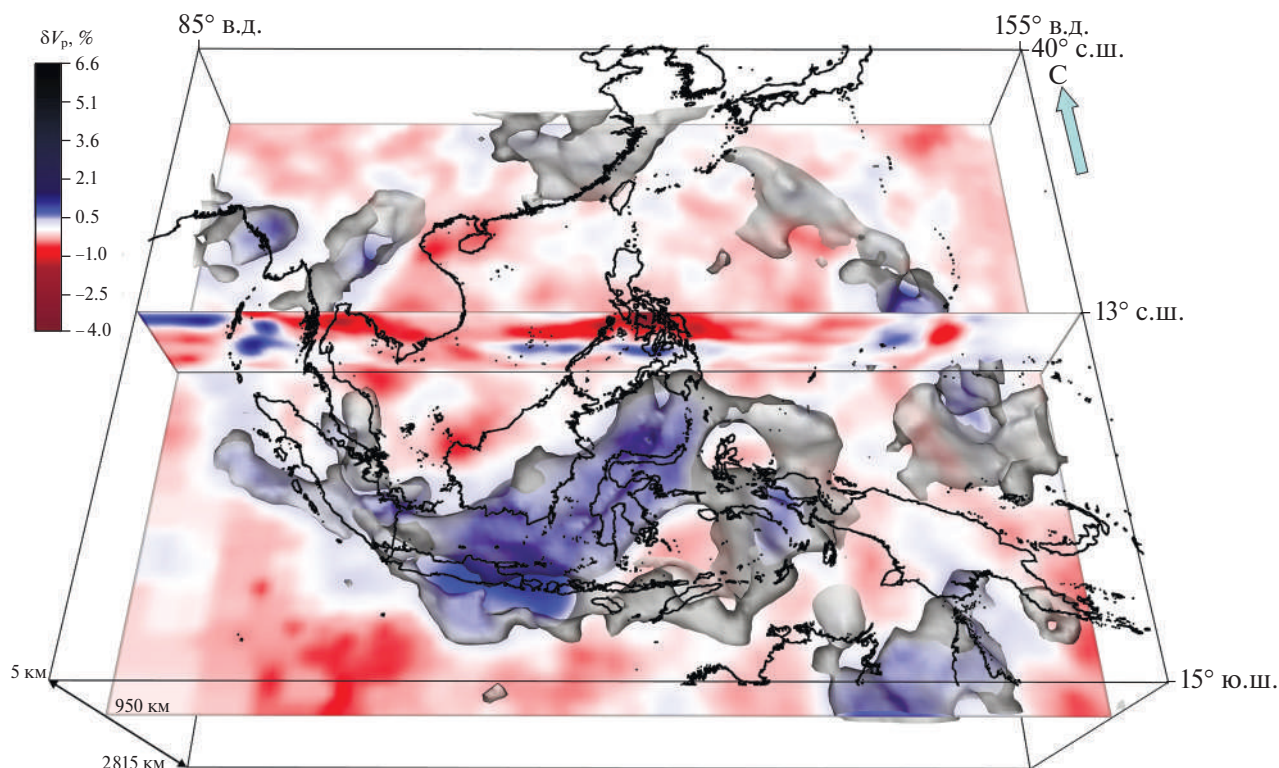 85° в.д.
155° в.д.
δVp, %
6.6
5.1
3.6
2.1
0.5
−1.0
−2.5
−4.0
40° с.ш.
С
13° с.ш.
5 км
15° ю.ш.
950 км
2815 км